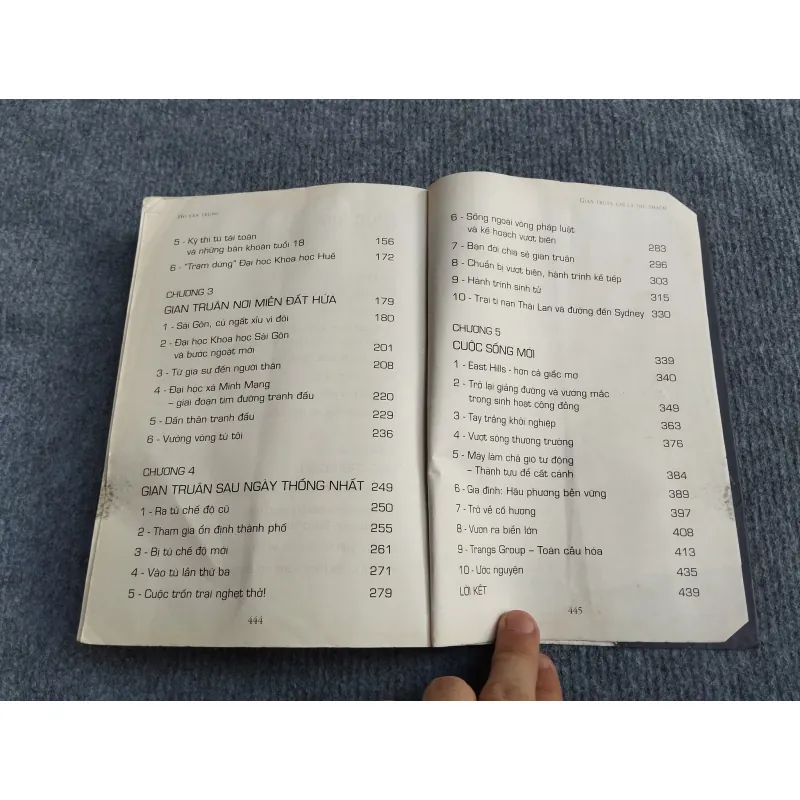 HỒ VĂN TRUNG
5 - Kỳ thi tú tài toàn
và những băn khoăn tuổi 18 156
6 - "Trạm dừng" Đại học Khoa học Huế 172
CHƯƠNG 3
GIAN TRUÂN NƠI MIỀN ĐẤT HỨA 179
1 - Sài Gòn, cú ngất xỉu vì đói 180
2 - Đại học Khoa học Sài Gòn
và bước ngoặt mới 201
3 - Từ gia sư đến người thân 208
4 - Đại học xá Minh Mạng
– giai đoạn tìm đường tranh đấu 220
5 - Dấn thân tranh đấu 229
6 - Vướng vòng tù tội 236
CHƯƠNG 4
GIAN TRUÂN SAU NGÀY THỐNG NHẤT 249
1 - Ra tù chế độ cũ 250
2 - Tham gia ổn định thành phố 255
3 - Bị tù chế độ mới 261
4 - Vào tù lần thứ ba 271
5 - Cuộc trốn trại nghẹt thở! 279
444
GIAN TRUÂN CHỈ LÀ THỬ THÁCH
6 - Sống ngoài vòng pháp luật
và kế hoạch vượt biên 283
7 - Bạn đời chia sẻ gian truân 296
8 - Chuẩn bị vượt biên, hành trình kế tiếp 303
9 - Hành trình sinh tử 315
10 - Trại tị nạn Thái Lan và đường đến Sydney 330
CHƯƠNG 5
CUỘC SỐNG MỚI 339
1 - East Hills - hơn cả giấc mơ 340
2 - Trở lại giảng đường và vướng mắc
trong sinh hoạt cộng đồng 349
3 - Tay trắng khởi nghiệp 363
4 - Vượt sóng thương trường 376
5 - Máy làm chả giò tự động
– Thành tựu để cất cánh 384
6 - Gia đình: Hậu phương bền vững 389
7 - Trở về cố hương 397
8 - Vươn ra biển lớn 408
9 - Trangs Group – Toàn cầu hóa 413
10 - Ước nguyện 435
LỜI KẾT 439
445